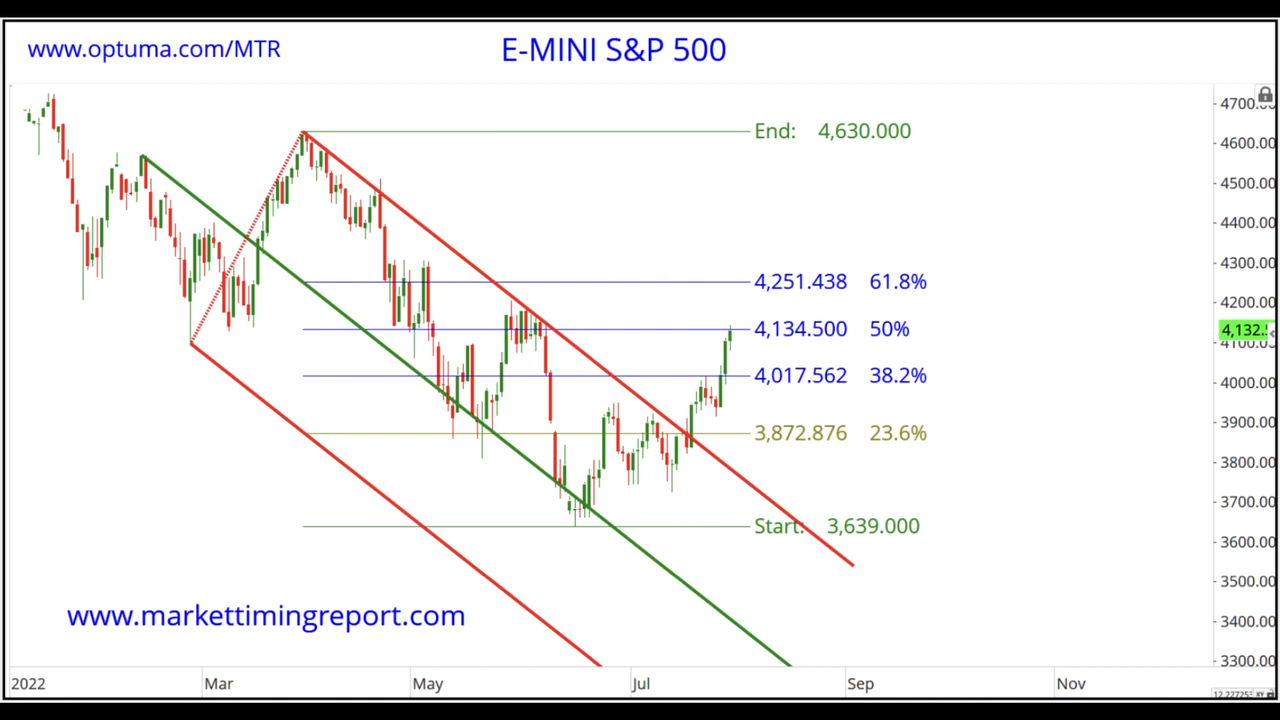 www.optuma.com/MTR
E-MINI S&P 500
4700.00
End: 4,630.000
4600.00
4500.00
4400.00
4300.00
4,251.438 61.8%
4200.00
4,134.500 50%
4,132.
4100.00
4,017.562 38.2%
4000.00
3900.00
3,872.876 23.6%
3800.00
3700.00
Start: 3,639.000
3600.00
3500.00
www.markettimingreport.com
3400.00
3300.00
2022
Mar
May
Jul
Sep
Nov